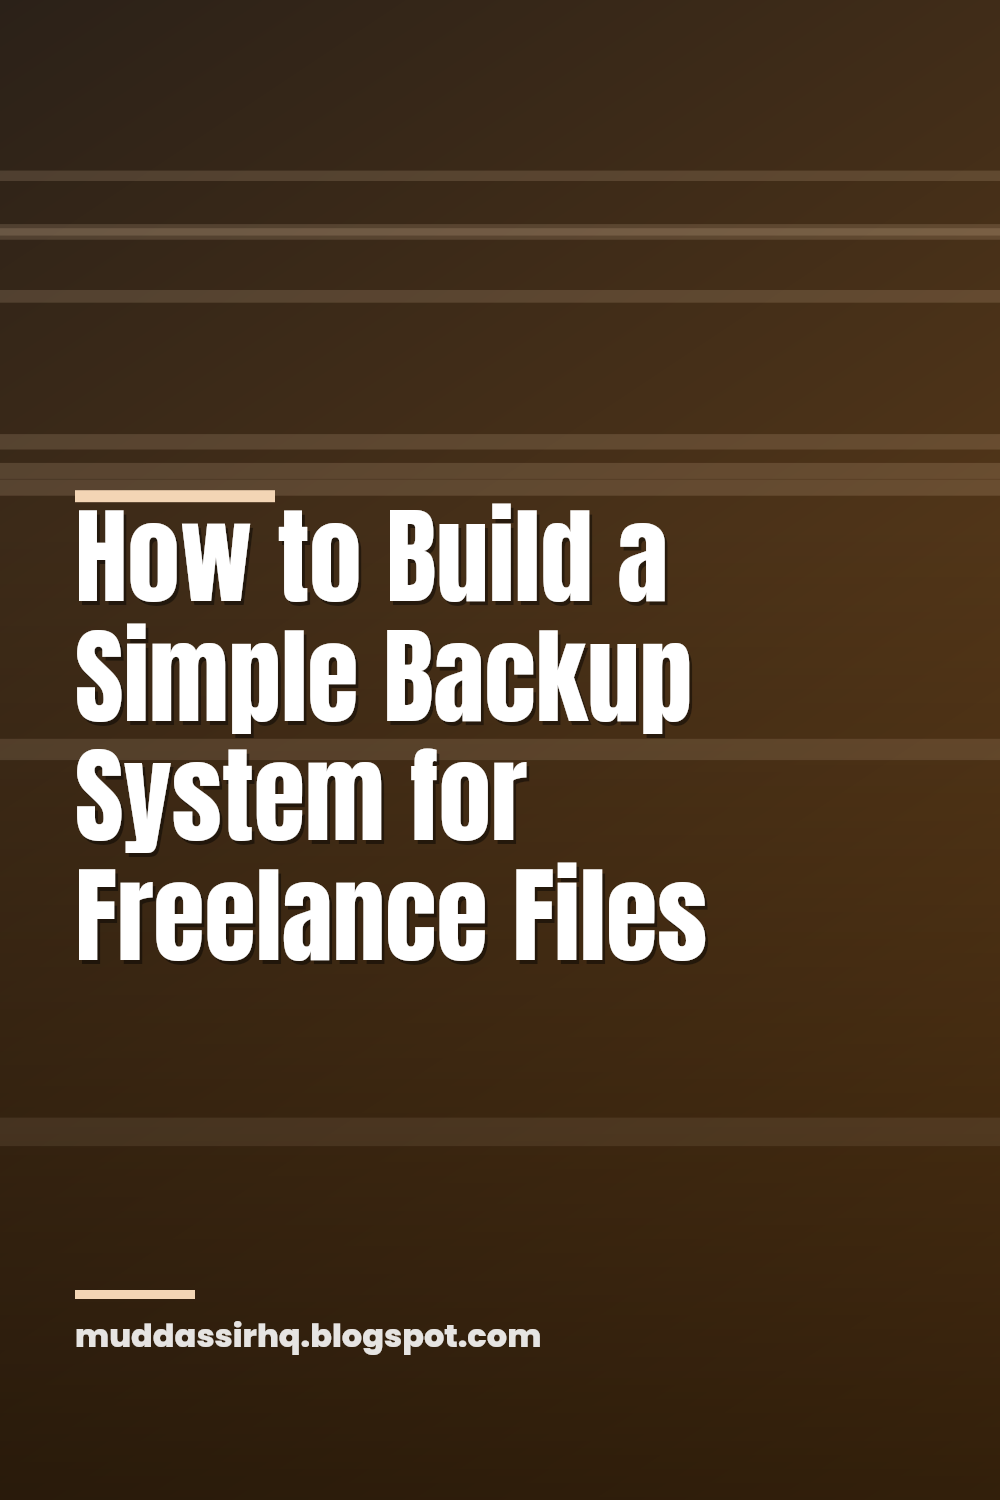 How to Build a
Simple Backup
System for
Freelance Files
muddassirhq.blogspot.com